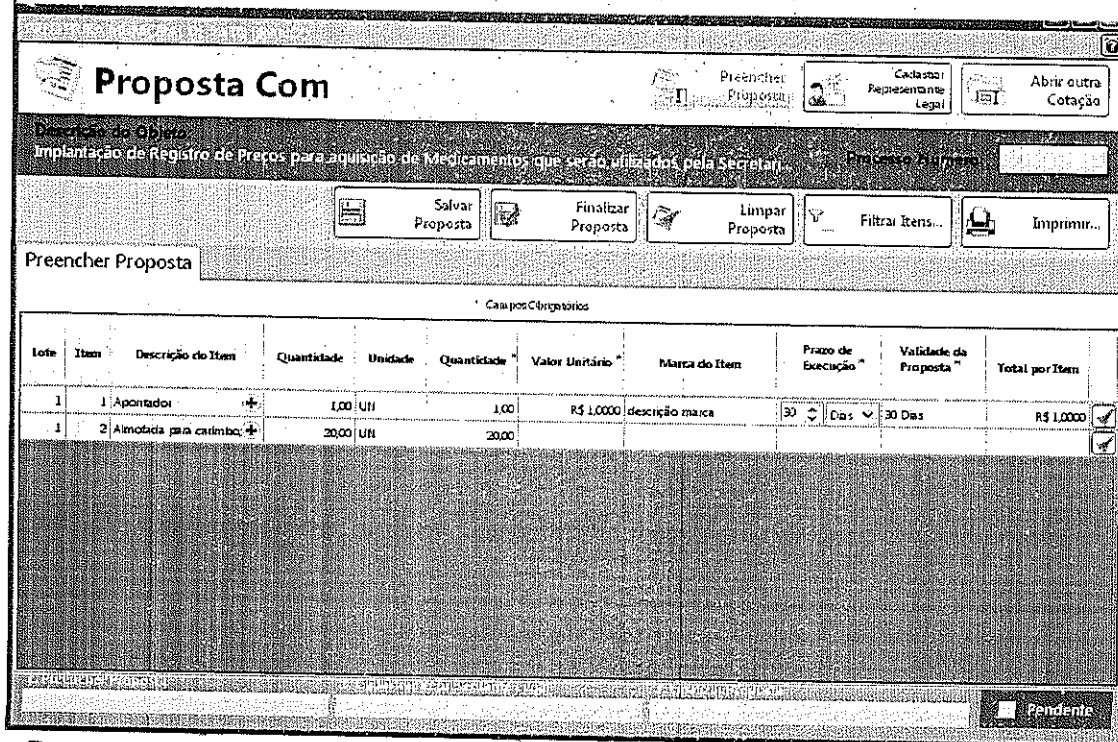 Proposta Com
Preencher
Proposta
Cadastrar
Representante
Legal
Abrir outra
Cotação
Descrição do Objeto
Implantação de Registro de Preços para aquisição de Medicamentos que serão utilizados pela Secretari...
Processo Número
Salvar
Proposta
Finalizar
Proposta
Limpar
Proposta
Filtrar Itens...
Imprimir...
Preencher Proposta
* Campos Obrigatórios
Lote Item Descrição do Item Quantidade Unidade Quantidade * Valor Unitário * Marca do Item Prazo de Execução * Validade da Proposta * Total por Item
1 1 Apontador 1,00 UN 1,00 R$ 1,0000 descrição marca 30 Dias 30 Dias R$ 1,0000
1 2 Almofada para carimbo; 20,00 UN 20,00
Pendente